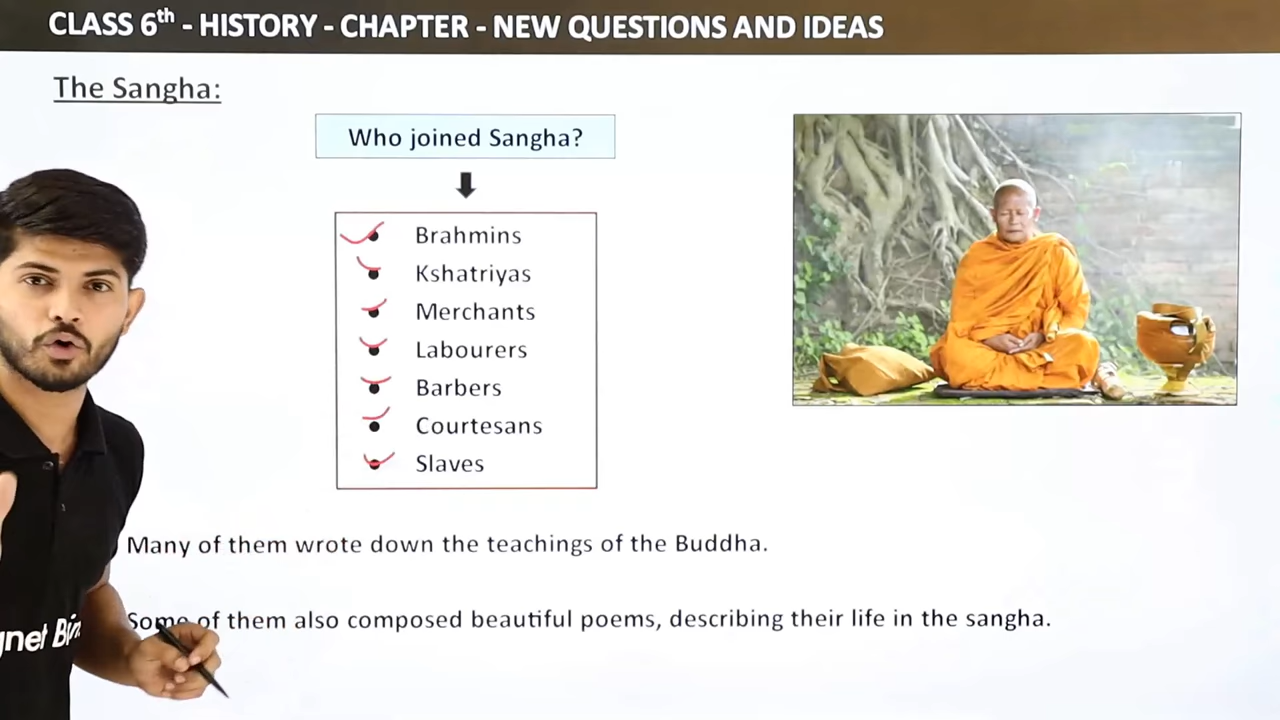 CLASS 6th - HISTORY - CHAPTER - NEW QUESTIONS AND IDEAS
The Sangha:
Who joined Sangha?
Brahmins
Kshatriyas
Merchants
Labourers
Barbers
Courtesans
Slaves
Many of them wrote down the teachings of the Buddha.
Some of them also composed beautiful poems, describing their life in the sangha.